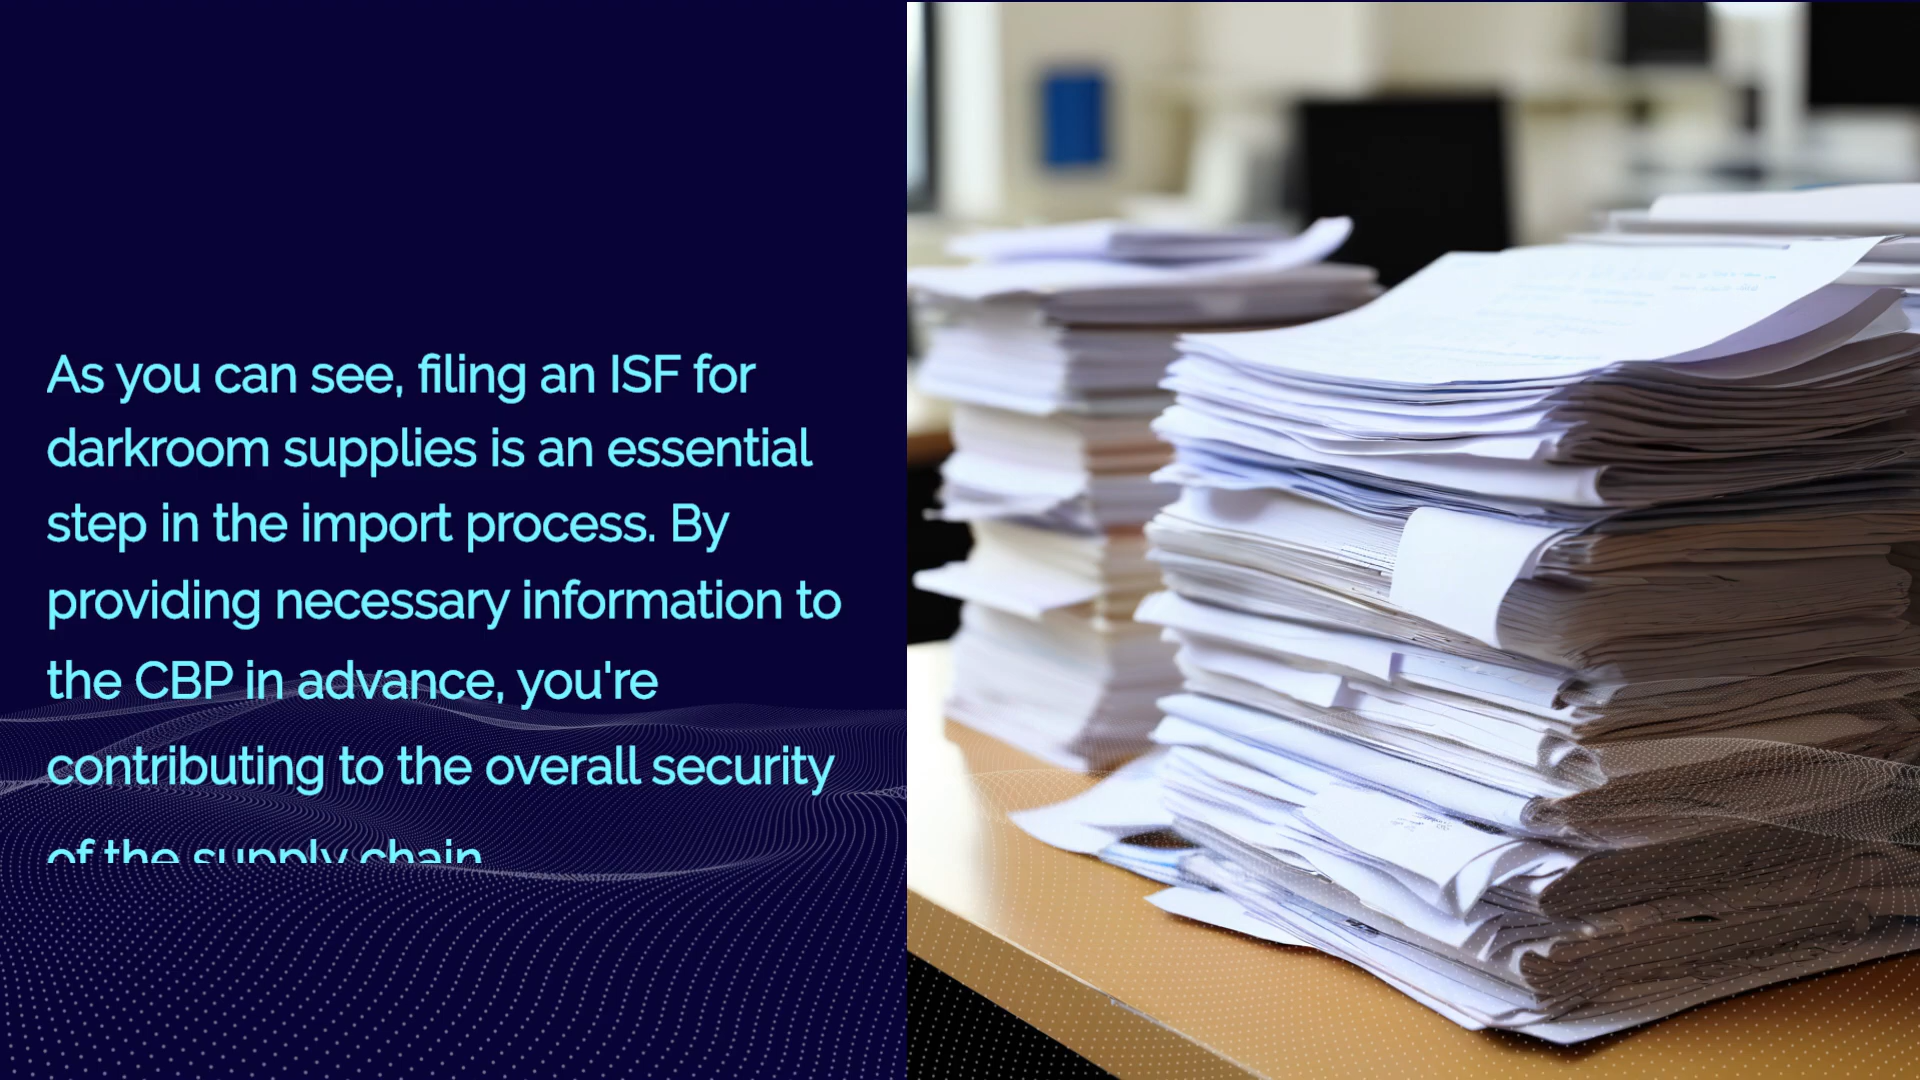 As you can see, filing an ISF for
darkroom supplies is an essential
step in the import process. By
providing necessary information to
the CBP in advance, you're
contributing to the overall security
of the supply chain